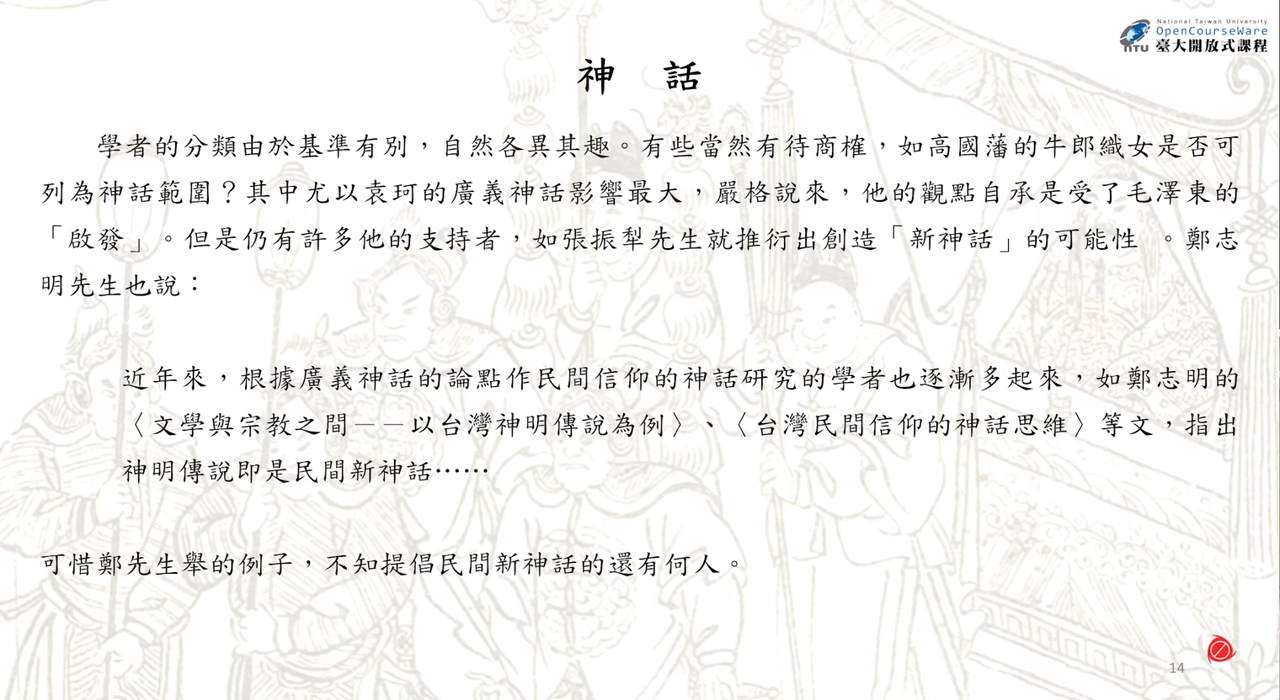 National Taiwan University
OpenCourseWare
NTU 臺大開放式課程
神 話
學者的分類由於基準有別，自然各異其趣。有些當然有待商榷，如高國藩的牛郎織女是否可
列為神話範圍？其中尤以袁珂的廣義神話影響最大，嚴格說來，他的觀點自承是受了毛澤東的
「啟發」。但是仍有許多他的支持者，如張振犁先生就推衍出創造「新神話」的可能性 。鄭志
明先生也說：
近年來，根據廣義神話的論點作民間信仰的神話研究的學者也逐漸多起來，如鄭志明的
〈文學與宗教之間——以台灣神明傳說為例〉、〈台灣民間信仰的神話思維〉等文，指出
神明傳說即是民間新神話……
可惜鄭先生舉的例子，不知提倡民間新神話的還有何人。
14